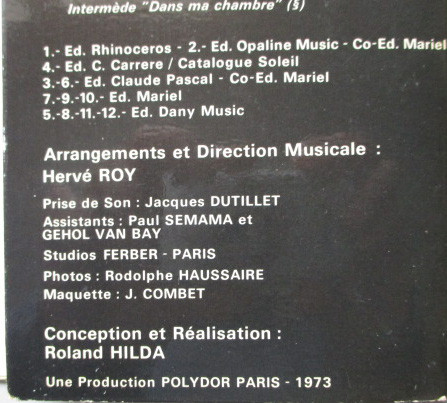 Intermède "Dans ma chambre" (§)
1.- Ed. Rhinoceros - 2.- Ed. Opaline Music - Co-Ed. Mariel
4.- Ed. C. Carrere / Catalogue Soleil
3.-6.- Ed. Claude Pascal - Co-Ed. Mariel
7.-9.-10.- Ed. Mariel
5.-8.-11.-12.- Ed. Dany Music
Arrangements et Direction Musicale :
Hervé ROY
Prise de Son : Jacques DUTILLET
Assistants : Paul SEMAMA et
GEHOL VAN BAY
Studios FERBER - PARIS
Photos : Rodolphe HAUSSAIRE
Maquette : J. COMBET
Conception et Réalisation :
Roland HILDA
Une Production POLYDOR PARIS - 1973